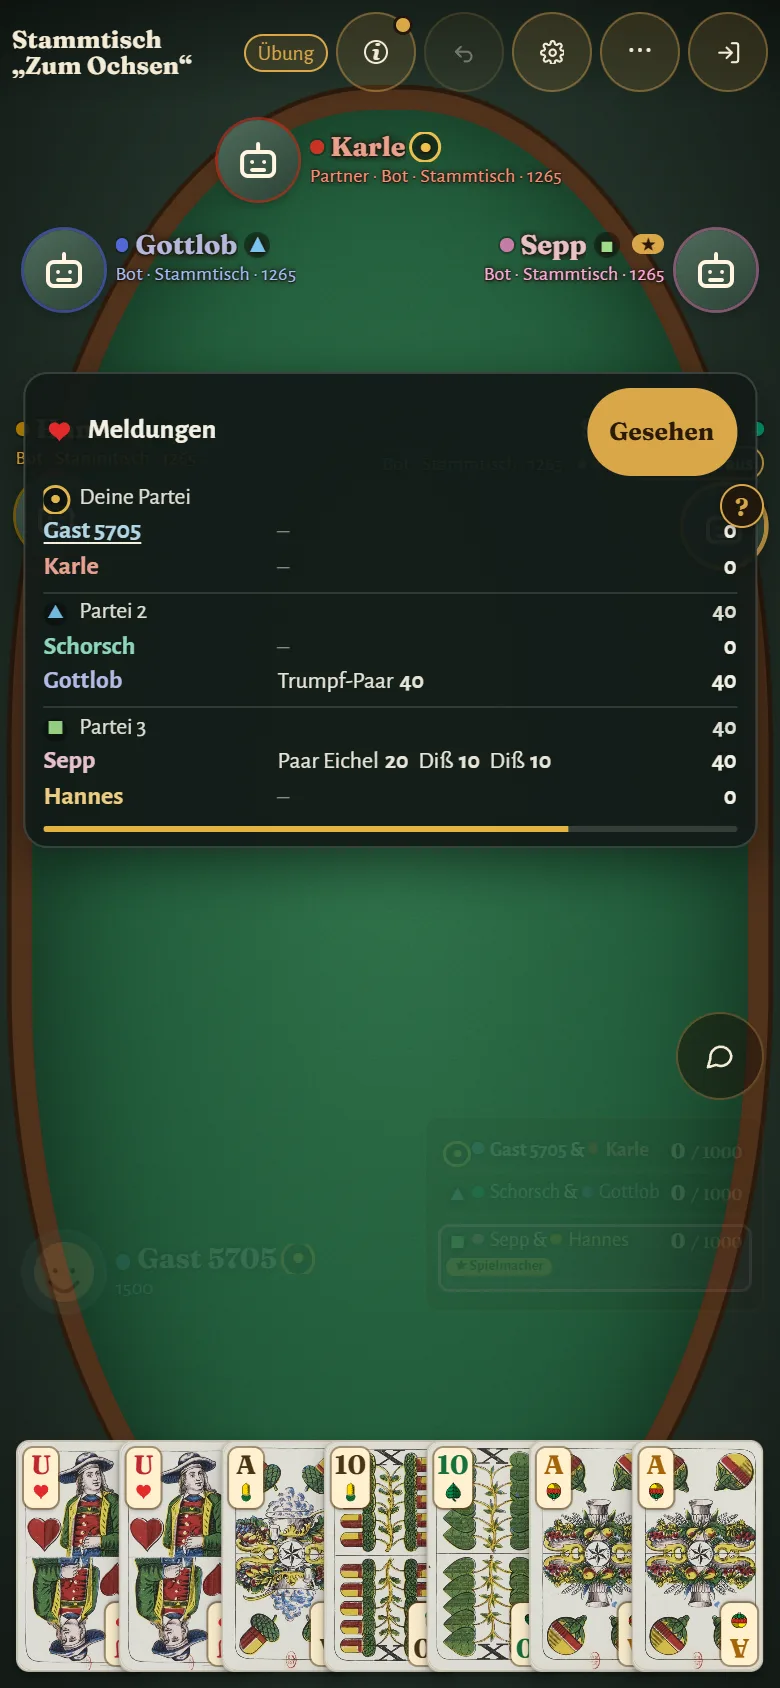 Stammtisch
„Zum Ochsen“
Übung
Karle
Partner · Bot · Stammtisch · 1265
Gottlob
Bot · Stammtisch · 1265
Sepp
Bot · Stammtisch · 1265
Meldungen
Gesehen
Deine Partei
?
Gast 5705 – 0
Karle – 0
Partei 2 40
Schorsch – 0
Gottlob Trumpf-Paar 40 40
Partei 3 40
Sepp Paar Eichel 20 Diß 10 Diß 10 40
Hannes – 0
Gast 5705 & Karle 0 / 1000
Schorsch & Gottlob 0 / 1000
Sepp & Hannes 0 / 1000
Spielmacher
Gast 5705
1500
U U A 10 10 A A
A